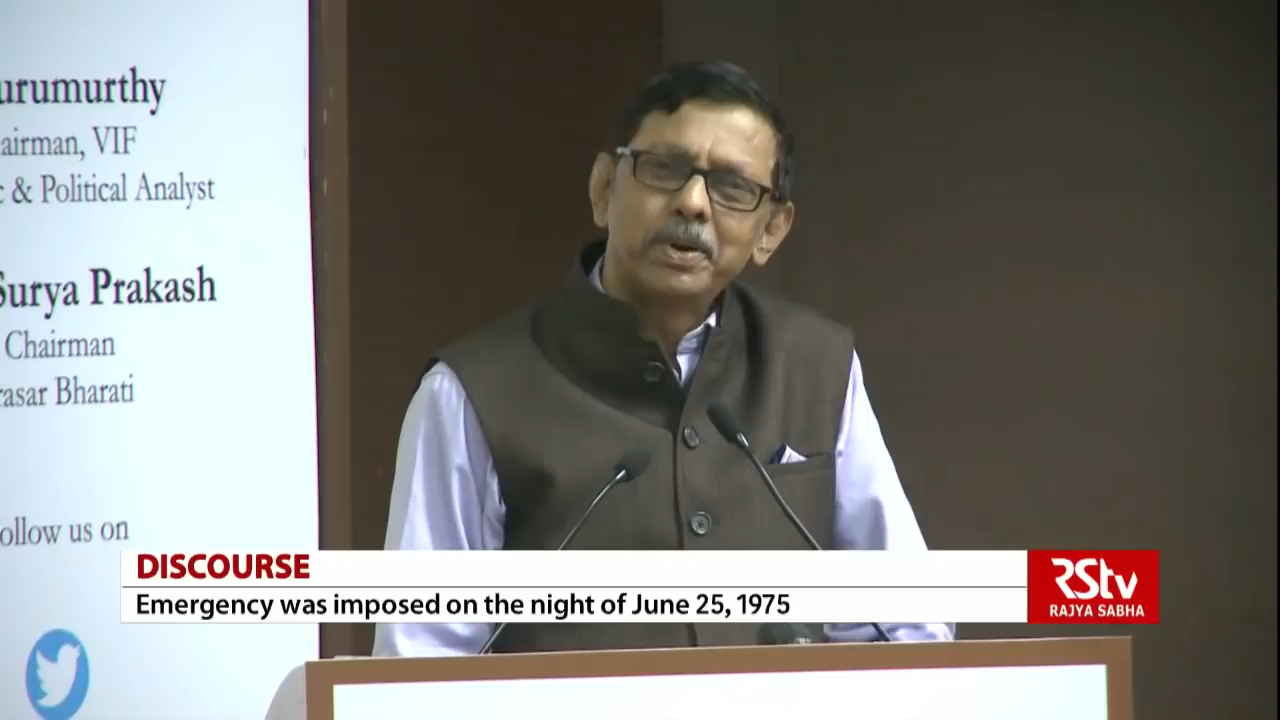 urumurthy
airman, VIF
c & Political Analyst
Surya Prakash
Chairman
rasar Bharati
ollow us on
DISCOURSE
Emergency was imposed on the night of June 25, 1975
RStv
RAJYA SABHA